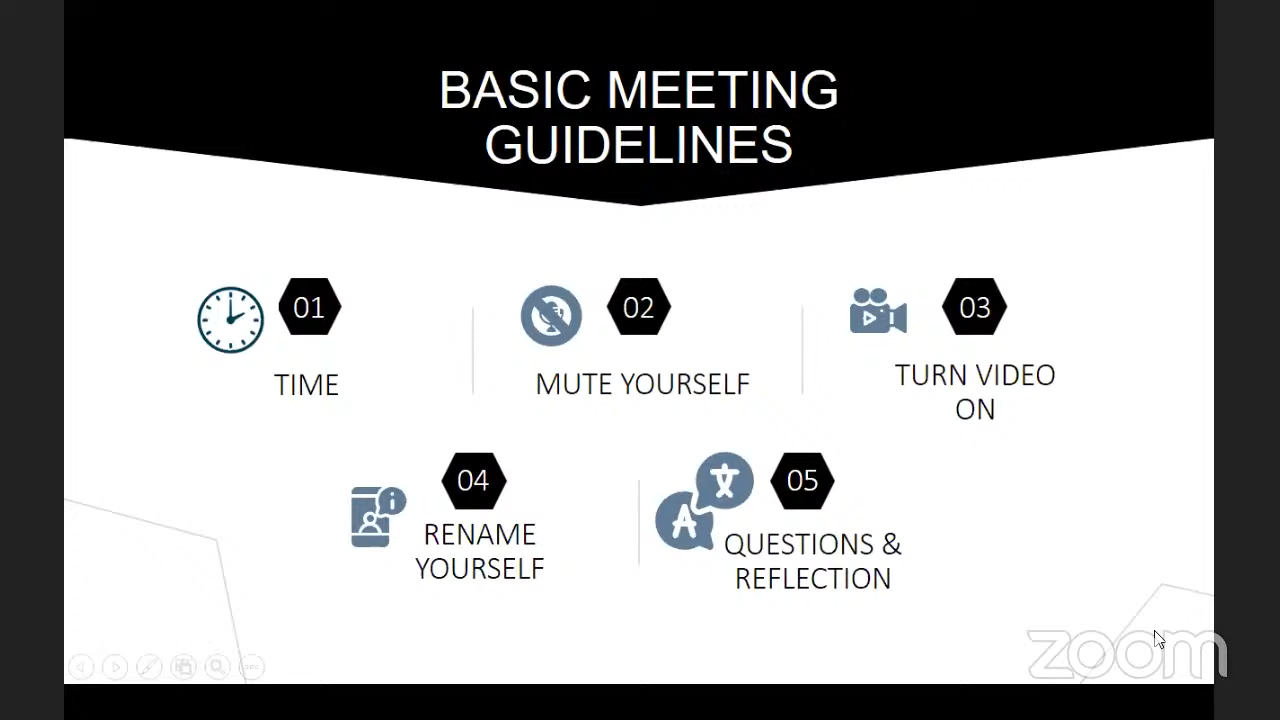 BASIC MEETING
GUIDELINES
01
TIME
02
MUTE YOURSELF
03
TURN VIDEO
ON
04
RENAME
YOURSELF
A
文
05
QUESTIONS &
REFLECTION
zoom